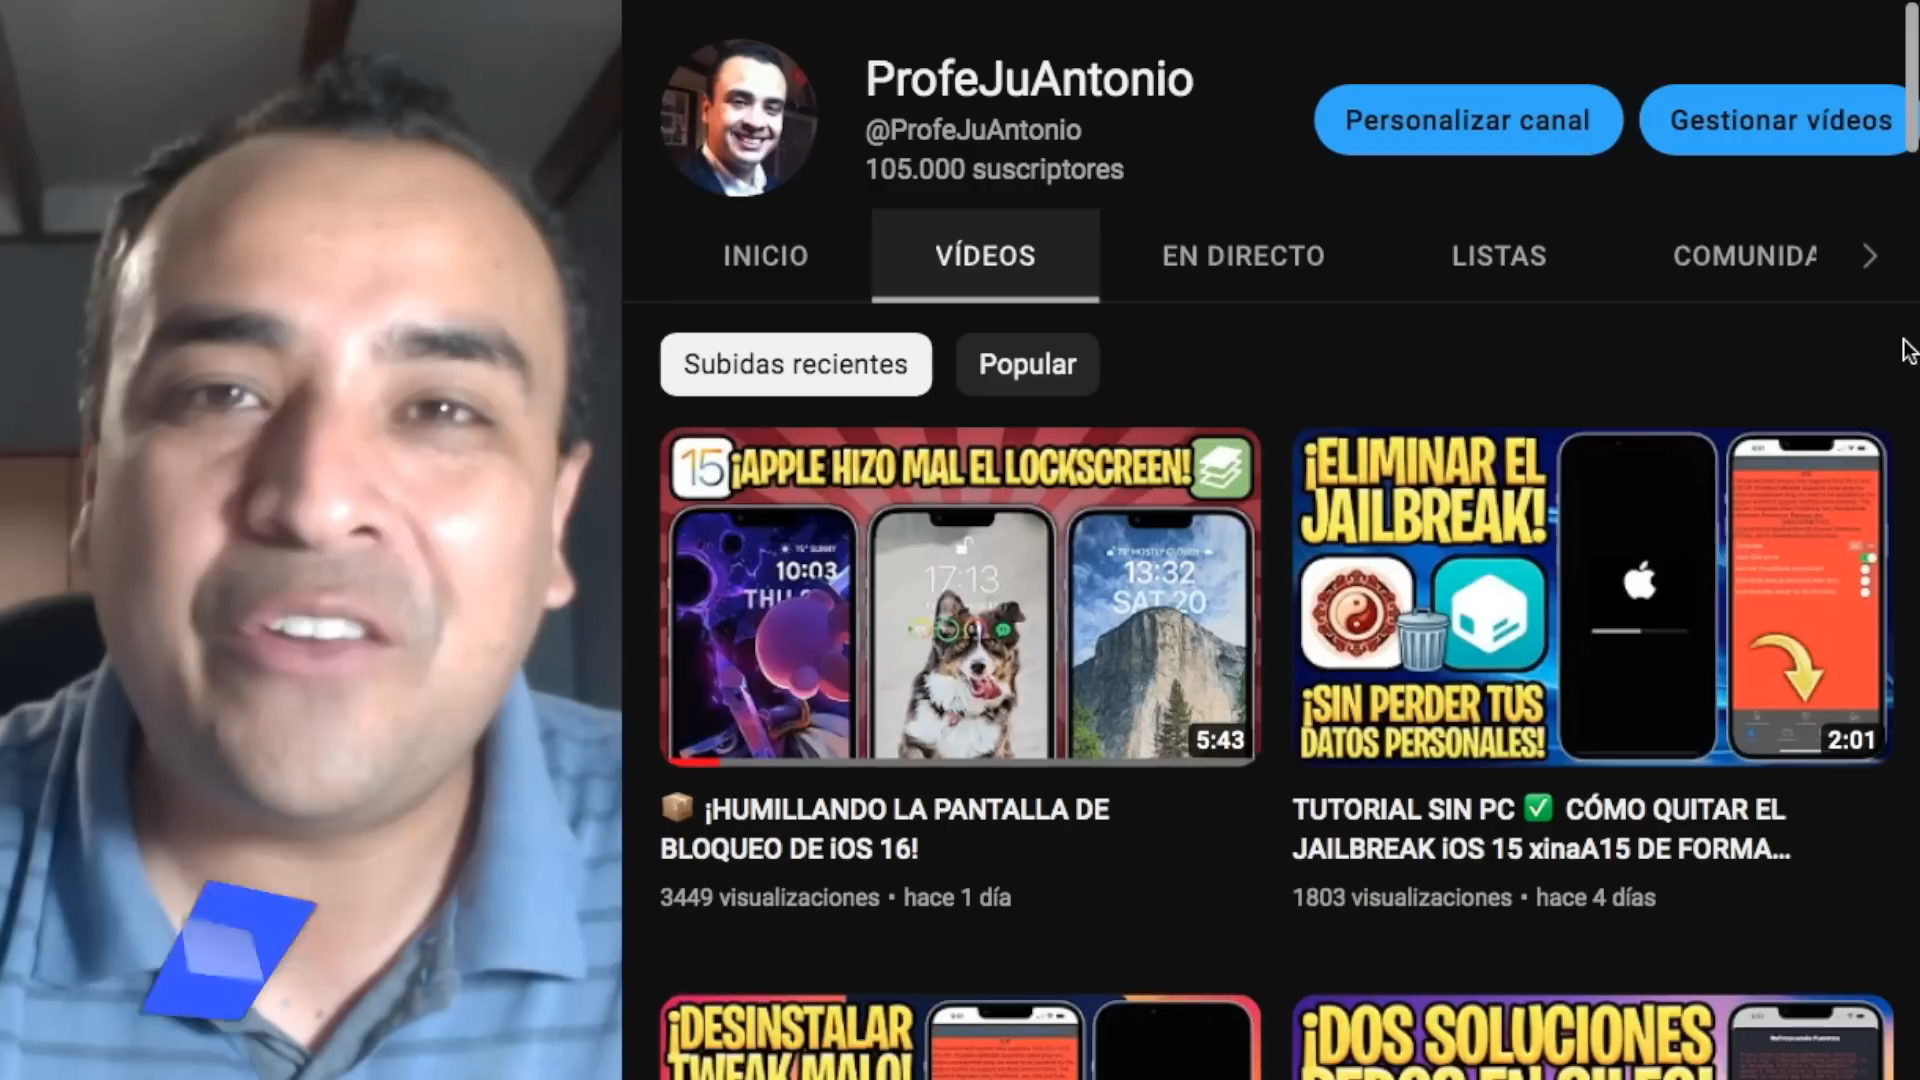 ProfeJuAntonio
@ProfeJuAntonio
105.000 suscriptores
Personalizar canal
Gestionar vídeos
INICIO
VÍDEOS
EN DIRECTO
LISTAS
COMUNIDA
Subidas recientes
Popular
15
¡APPLE HIZO MAL EL LOCKSCREEN!
10:03
17:13
13:32
SAT 20
5:43
¡ELIMINAR EL
JAILBREAK!
¡SIN PERDER TUS
DATOS PERSONALES!
2:01
¡HUMILLANDO LA PANTALLA DE
BLOQUEO DE iOS 16!
3449 visualizaciones • hace 1 día
TUTORIAL SIN PC ✅ CÓMO QUITAR EL
JAILBREAK iOS 15 xinaA15 DE FORMA...
1803 visualizaciones • hace 4 días
¡DESINSTALAR
TWEAK MALO!
¡DOS SOLUCIONES